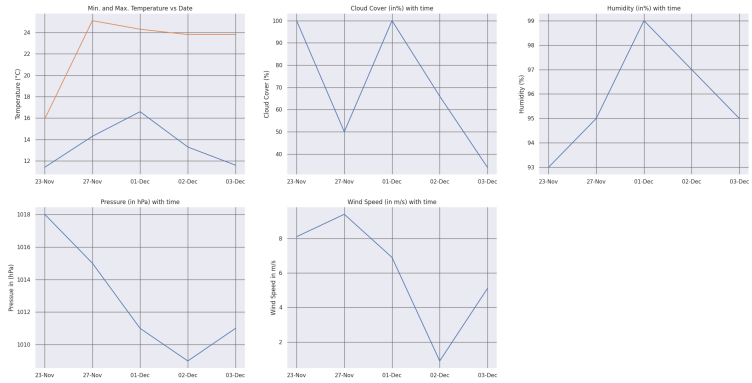 Min. and Max. Temperature vs Date
Temperature (°C)
24
22
20
18
16
14
12
23-Nov 27-Nov 01-Dec 02-Dec 03-Dec
Cloud Cover (in%) with time
Cloud Cover (%)
100
90
80
70
60
50
40
23-Nov 27-Nov 01-Dec 02-Dec 03-Dec
Humidity (in%) with time
Humidity (%)
99
98
97
96
95
94
93
23-Nov 27-Nov 01-Dec 02-Dec 03-Dec
Pressure (in hPa) with time
Pressue in (hPa)
1018
1016
1014
1012
1010
23-Nov 27-Nov 01-Dec 02-Dec 03-Dec
Wind Speed (in m/s) with time
Wind Speed in m/s
8
6
4
2
23-Nov 27-Nov 01-Dec 02-Dec 03-Dec